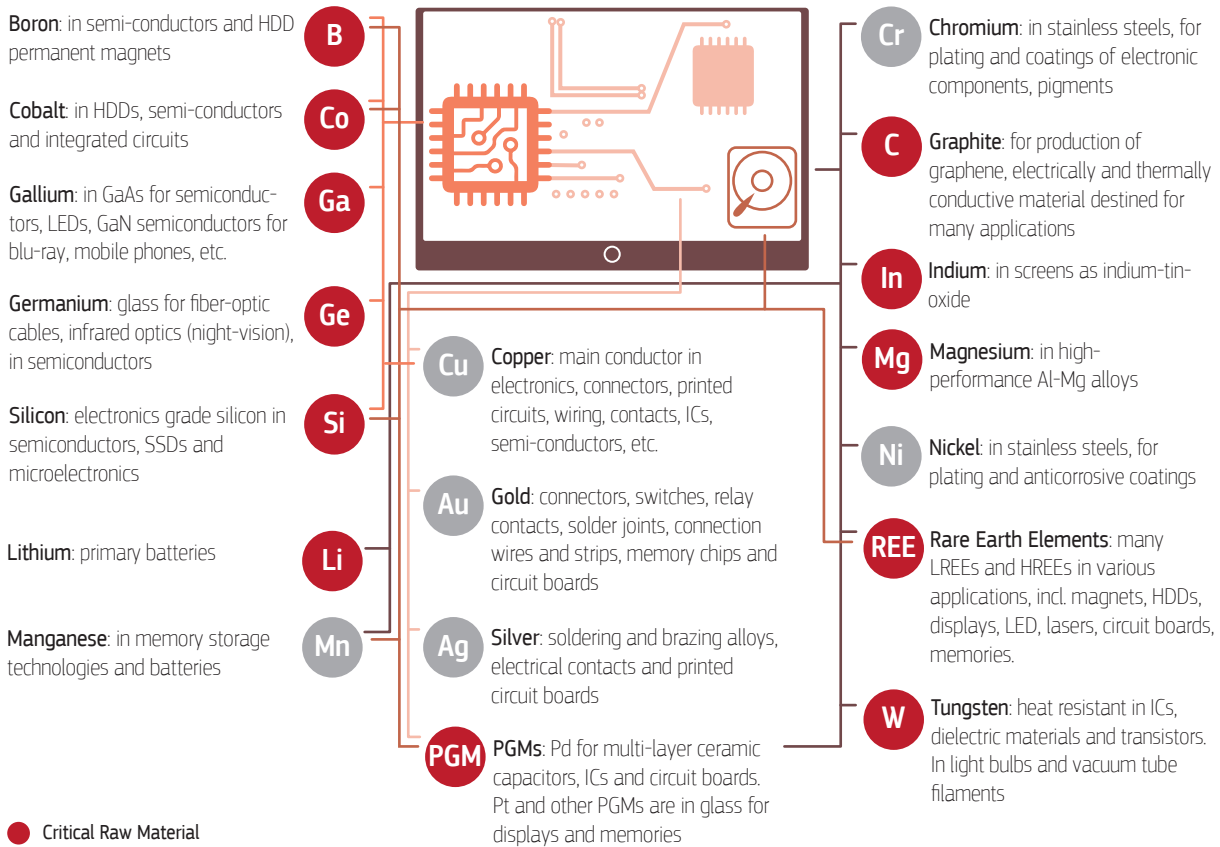 B
Boron: in semi-conductors and HDD
permanent magnets
Co
Cobalt: in HDDs, semi-conductors
and integrated circuits
Ga
Gallium: in GaAs for semiconduc-
tors, LEDs, GaN semiconductors for
blu-ray, mobile phones, etc.
Ge
Germanium: glass for fiber-optic
cables, infrared optics (night-vision),
in semiconductors
Si
Silicon: electronics grade silicon in
semiconductors, SSDs and
microelectronics
Li
Lithium: primary batteries
Mn
Manganese: in memory storage
technologies and batteries
Cu
Copper: main conductor in
electronics, connectors, printed
circuits, wiring, contacts, ICs,
semi-conductors, etc.
Au
Gold: connectors, switches, relay
contacts, solder joints, connection
wires and strips, memory chips and
circuit boards
Ag
Silver: soldering and brazing alloys,
electrical contacts and printed
circuit boards
PGM
PGMs: Pd for multi-layer ceramic
capacitors, ICs and circuit boards.
Pt and other PGMs are in glass for
displays and memories
Cr
Chromium: in stainless steels, for
plating and coatings of electronic
components, pigments
C
Graphite: for production of
graphene, electrically and thermally
conductive material destined for
many applications
In
Indium: in screens as indium-tin-
oxide
Mg
Magnesium: in high-
performance Al-Mg alloys
Ni
Nickel: in stainless steels, for
plating and anticorrosive coatings
REE
Rare Earth Elements: many
LREEs and HREEs in various
applications, incl. magnets, HDDs,
displays, LED, lasers, circuit boards,
memories.
W
Tungsten: heat resistant in ICs,
dielectric materials and transistors.
In light bulbs and vacuum tube
filaments
Critical Raw Material